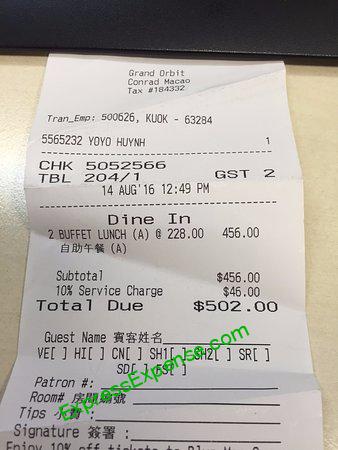 Grand Orbit
Conrad Macao
Tax #184332
Tran_Emp: 500626, KUOK - 63284
5565232 YOYO HUYNH 1
CHK 5052566
TBL 204/1 GST 2
14 AUG'16 12:49 PM
Dine In
2 BUFFET LUNCH (A) @ 228.00 456.00
自助午餐 (A)
Subtotal $456.00
10% Service Charge $46.00
Total Due $502.00
Guest Name 賓客姓名
VE[ ] HI[ ] CN[ ] SH1[ ] SH2[ ] SR[ ]
SD[ ]
Patron #:
Room# 房間編號
Tips 小費 :
Signature 簽署 :
Enjoy 10% off tickets to
ExpressExpense.com